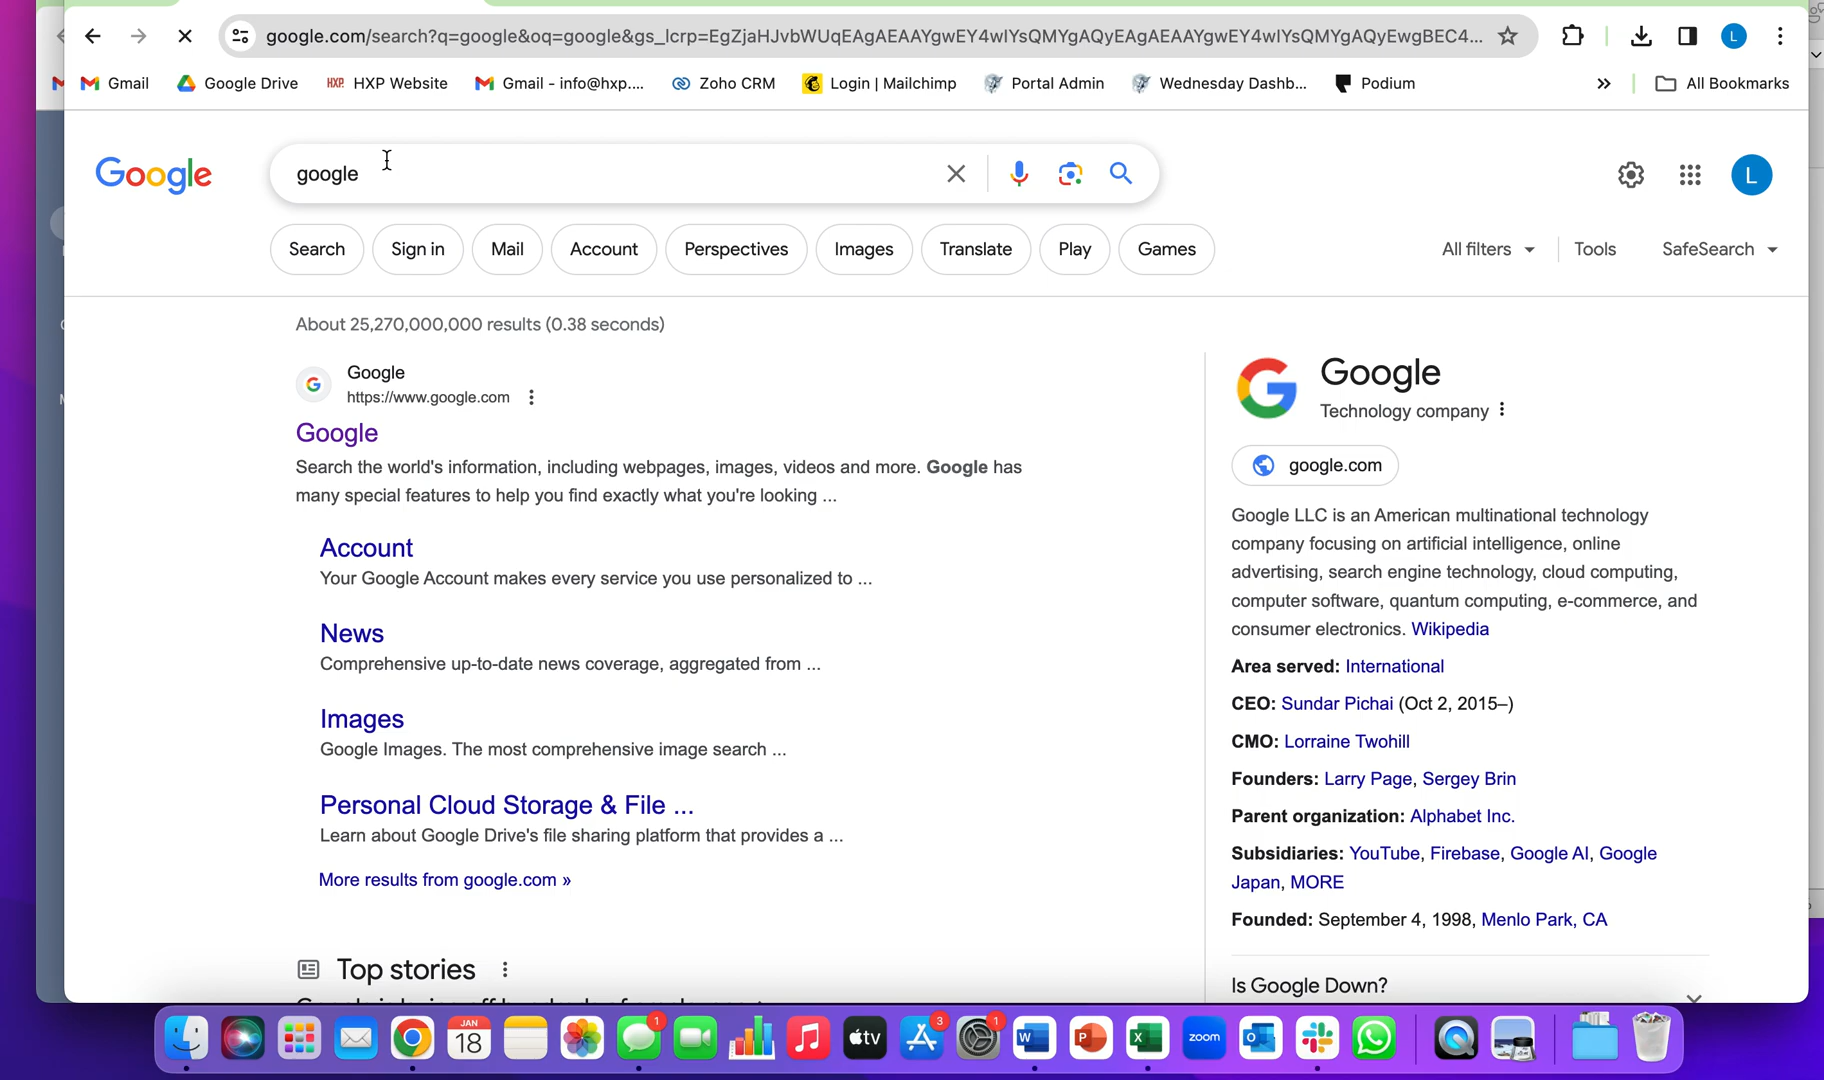 google.com/search?q=google&oq=google&gs_lcrp=EgZjaHJvbWUqEAgAEAAYgwEY4wIYsQMYgAQyEAgAEAAYgwEY4wIYsQMYgAQyEwgBEC4...
L
Gmail
Google Drive
HXP HXP Website
Gmail - info@hxp....
Zoho CRM
Login | Mailchimp
Portal Admin
Wednesday Dashb...
Podium
»
All Bookmarks
Google
google
L
Search
Sign in
Mail
Account
Perspectives
Images
Translate
Play
Games
All filters
Tools
SafeSearch
About 25,270,000,000 results (0.38 seconds)
Google
https://www.google.com
Google
Search the world's information, including webpages, images, videos and more. Google has
many special features to help you find exactly what you're looking ...
Account
Your Google Account makes every service you use personalized to ...
News
Comprehensive up-to-date news coverage, aggregated from ...
Images
Google Images. The most comprehensive image search ...
Personal Cloud Storage & File ...
Learn about Google Drive's file sharing platform that provides a ...
More results from google.com »
Top stories
Google
Technology company
google.com
Google LLC is an American multinational technology
company focusing on artificial intelligence, online
advertising, search engine technology, cloud computing,
computer software, quantum computing, e-commerce, and
consumer electronics. Wikipedia
Area served: International
CEO: Sundar Pichai (Oct 2, 2015–)
CMO: Lorraine Twohill
Founders: Larry Page, Sergey Brin
Parent organization: Alphabet Inc.
Subsidiaries: YouTube, Firebase, Google AI, Google
Japan, MORE
Founded: September 4, 1998, Menlo Park, CA
Is Google Down?
JAN
18
1
tv
3
1
W
P
X
zoom
O